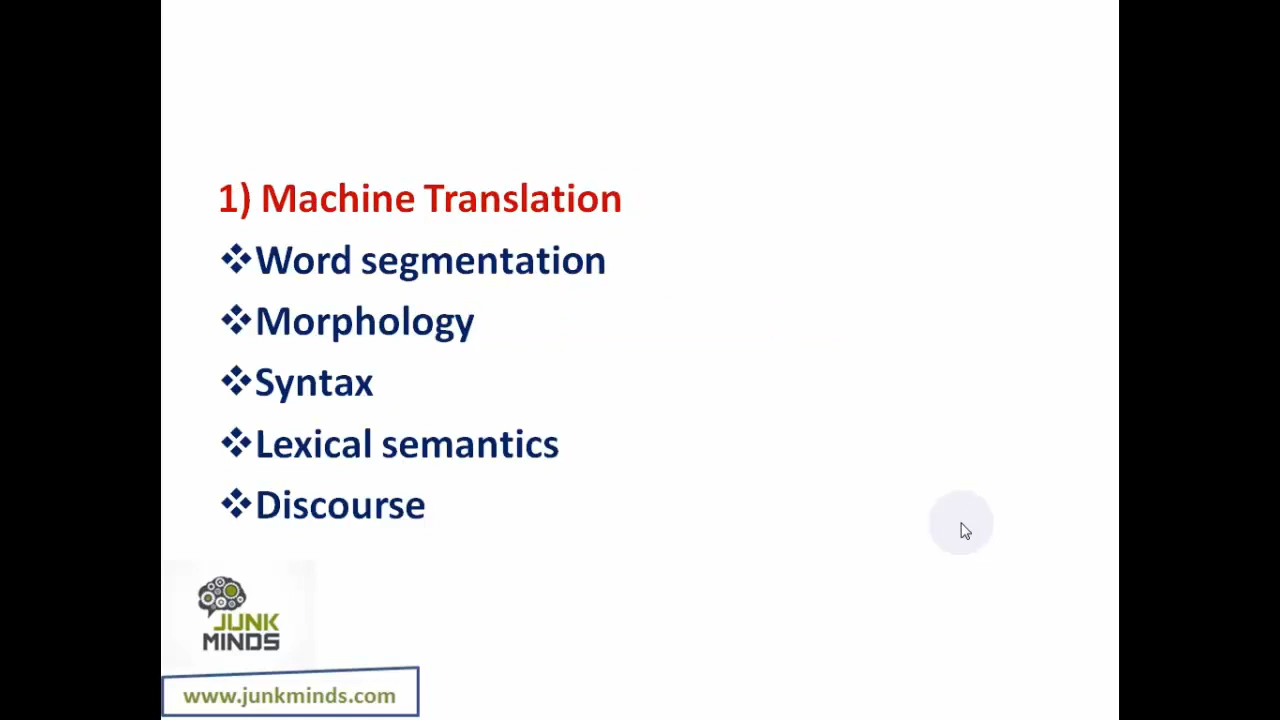 1) Machine Translation
❖Word segmentation
❖Morphology
❖Syntax
❖Lexical semantics
❖Discourse
JUNK
MINDS
www.junkminds.com